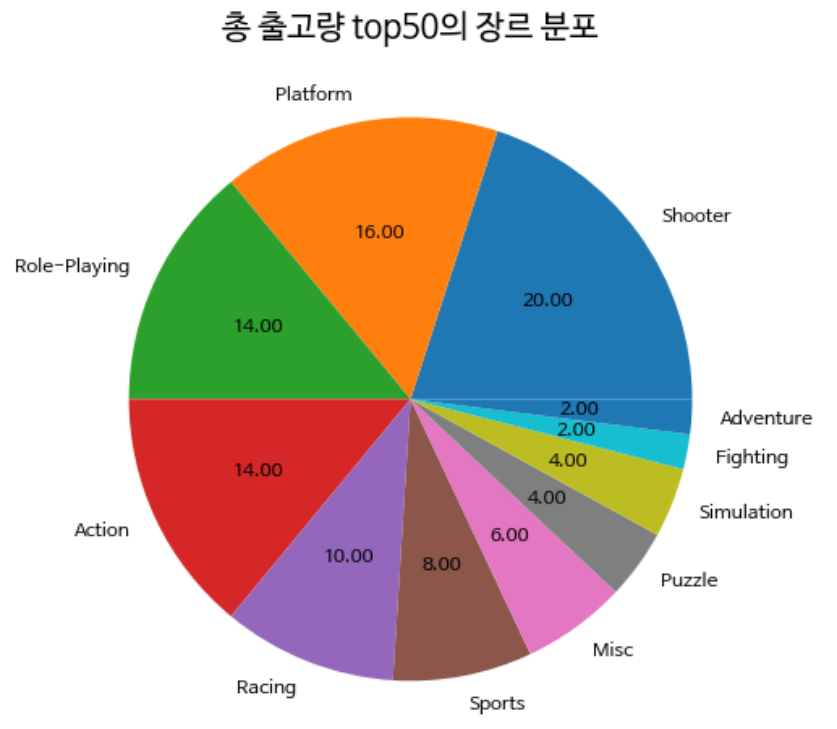 총 출고량 top50의 장르 분포
Platform
Shooter
16.00
Role-Playing
20.00
14.00
2.00
Adventure
2.00
Fighting
4.00
14.00
4.00
Simulation
Action
6.00
10.00
8.00
Puzzle
Misc
Racing
Sports